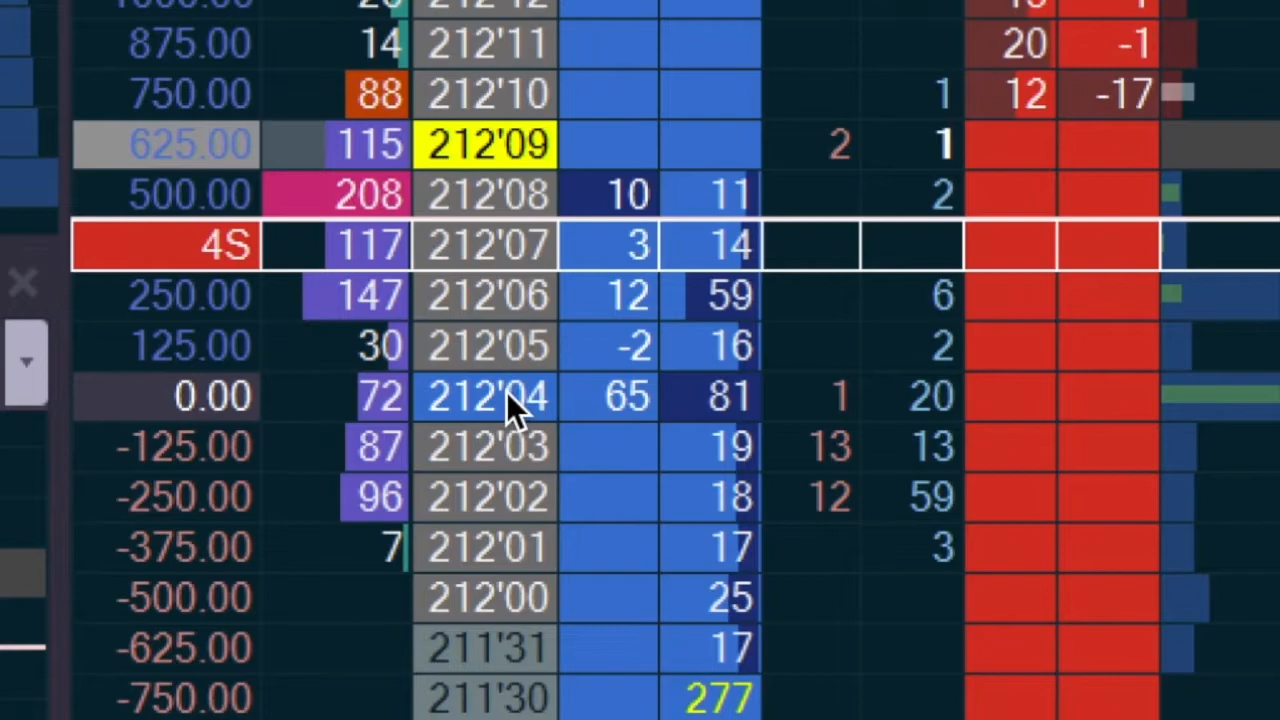 875.00 14 212'11 20 -1
750.00 88 212'10 1 12 -17
625.00 115 212'09 2 1
500.00 208 212'08 10 11 2
4S 117 212'07 3 14
250.00 147 212'06 12 59 6
125.00 30 212'05 -2 16 2
0.00 72 212'04 65 81 1 20
-125.00 87 212'03 19 13 13
-250.00 96 212'02 18 12 59
-375.00 7 212'01 17 3
-500.00 212'00 25
-625.00 211'31 17
-750.00 211'30 277